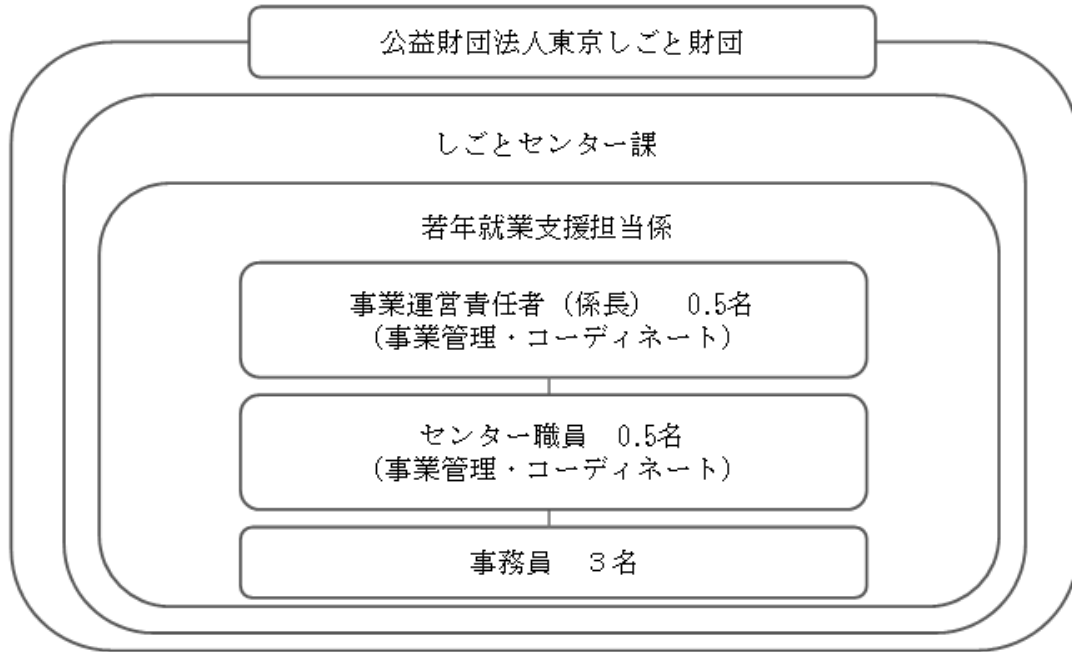 公益財団法人東京しごと財団
しごとセンター課
若年就業支援担当係
事業運営責任者（係長）　0.5名
（事業管理・コーディネート）
センター職員　0.5名
（事業管理・コーディネート）
事務員　３名